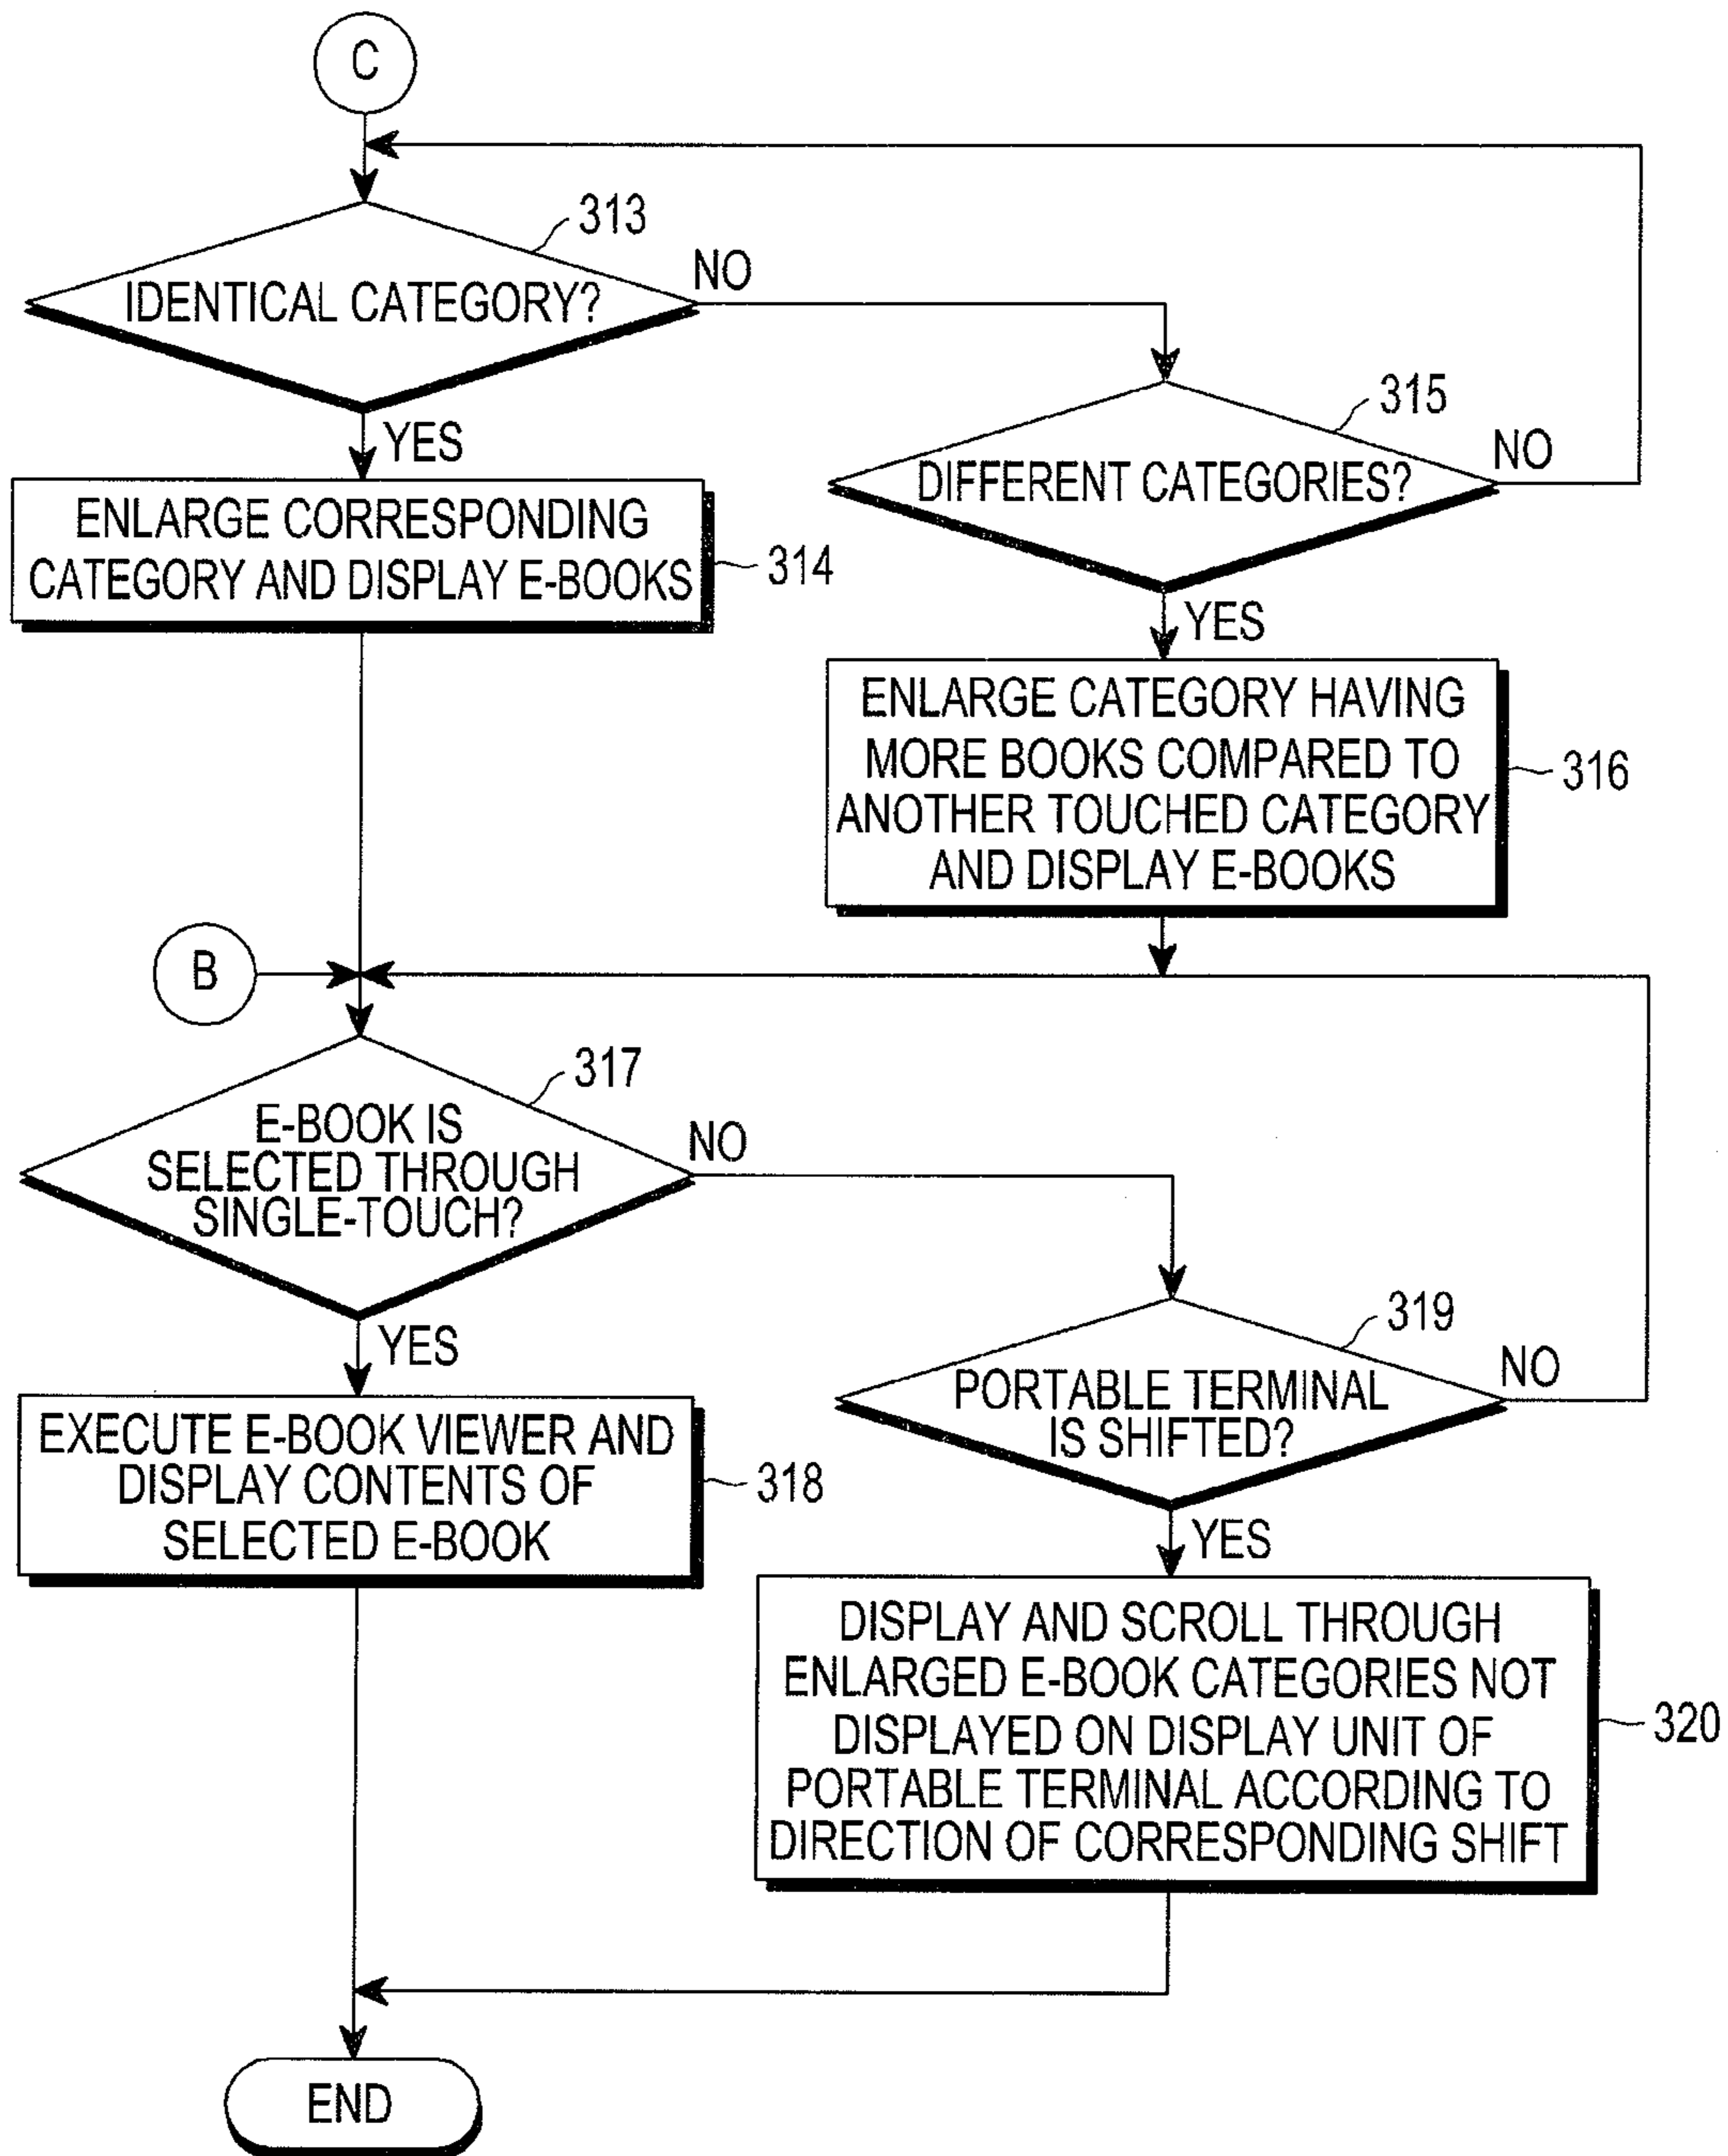 C
313
IDENTICAL CATEGORY?
NO
YES
315
DIFFERENT CATEGORIES?
NO
YES
ENLARGE CORRESPONDING
CATEGORY AND DISPLAY E-BOOKS
314
ENLARGE CATEGORY HAVING
MORE BOOKS COMPARED TO
ANOTHER TOUCHED CATEGORY
AND DISPLAY E-BOOKS
316
B
317
E-BOOK IS
SELECTED THROUGH
SINGLE-TOUCH?
NO
YES
319
PORTABLE TERMINAL
IS SHIFTED?
NO
YES
EXECUTE E-BOOK VIEWER AND
DISPLAY CONTENTS OF
SELECTED E-BOOK
318
DISPLAY AND SCROLL THROUGH
ENLARGED E-BOOK CATEGORIES NOT
DISPLAYED ON DISPLAY UNIT OF
PORTABLE TERMINAL ACCORDING TO
DIRECTION OF CORRESPONDING SHIFT
320
END